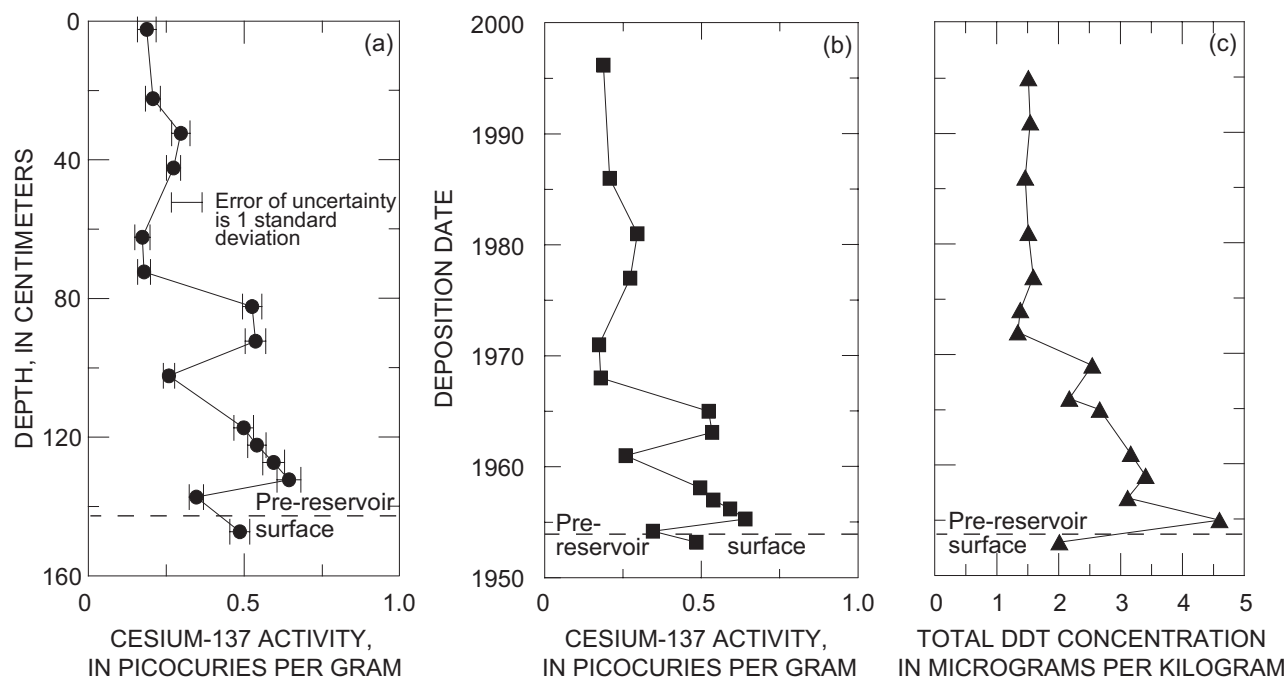 (a)
0
40
80
120
160
DEPTH, IN CENTIMETERS
Error of uncertainty
is 1 standard
deviation
Pre-reservoir
surface
0
0.5
1.0
CESIUM-137 ACTIVITY,
IN PICOCURIES PER GRAM
(b)
2000
1990
1980
1970
1960
1950
DEPOSITION DATE
Pre-
reservoir
surface
0
0.5
1.0
CESIUM-137 ACTIVITY,
IN PICOCURIES PER GRAM
(c)
Pre-reservoir
surface
0 1 2 3 4 5
TOTAL DDT CONCENTRATION
IN MICROGRAMS PER KILOGRAM